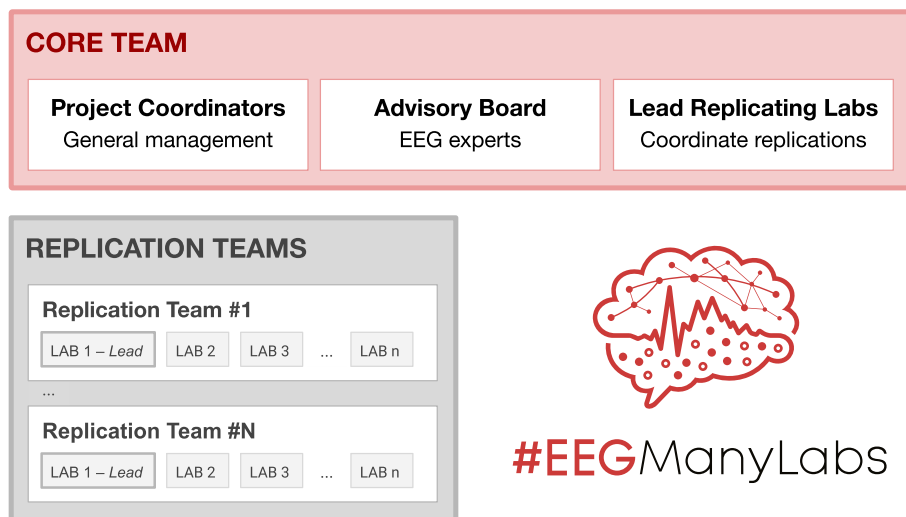 CORE TEAM
Project Coordinators
General management
Advisory Board
EEG experts
Lead Replicating Labs
Coordinate replications
REPLICATION TEAMS
Replication Team #1
LAB 1 – Lead LAB 2 LAB 3 ... LAB n
...
Replication Team #N
LAB 1 – Lead LAB 2 LAB 3 ... LAB n
#EEGManyLabs